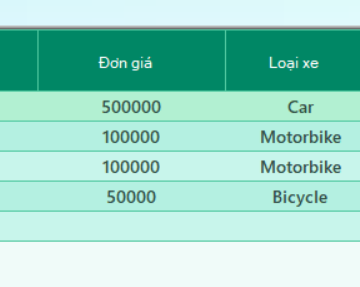 Đơn giá Loại xe
500000 Car
100000 Motorbike
100000 Motorbike
50000 Bicycle